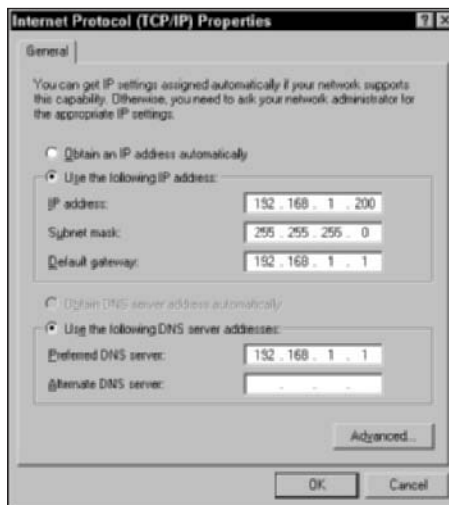 Internet Protocol (TCP/IP) Properties ? X
General
You can get IP settings assigned automatically if your network supports
this capability. Otherwise, you need to ask your network administrator for
the appropriate IP settings.
Obtain an IP address automatically
Use the following IP address:
IP address: 192 . 168 . 1 . 200
Subnet mask: 255 . 255 . 255 . 0
Default gateway: 192 . 168 . 1 . 1
Obtain DNS server address automatically
Use the following DNS server addresses:
Preferred DNS server: 192 . 168 . 1 . 1
Alternate DNS server: . . .
Advanced...
OK Cancel